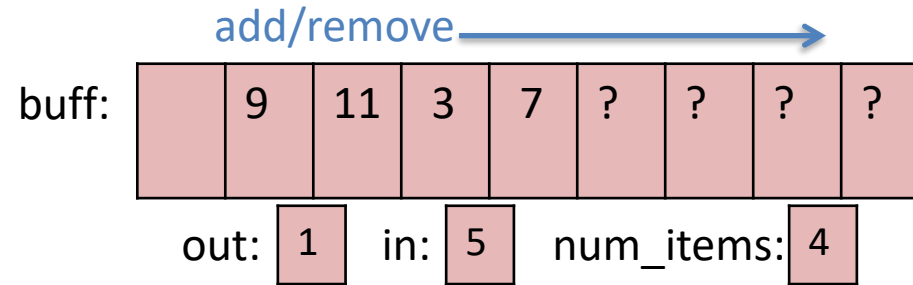 add/remove
buff: 9 11 3 7 ? ? ? ?
out: 1 in: 5 num_items: 4